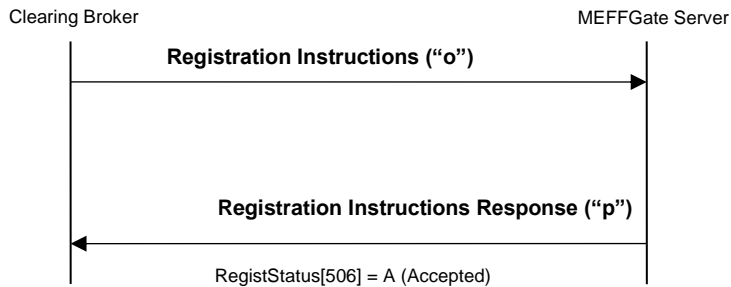 Clearing Broker
MEFFGate Server
Registration Instructions (“o”)
Registration Instructions Response (“p”)
RegistStatus[506] = A (Accepted)